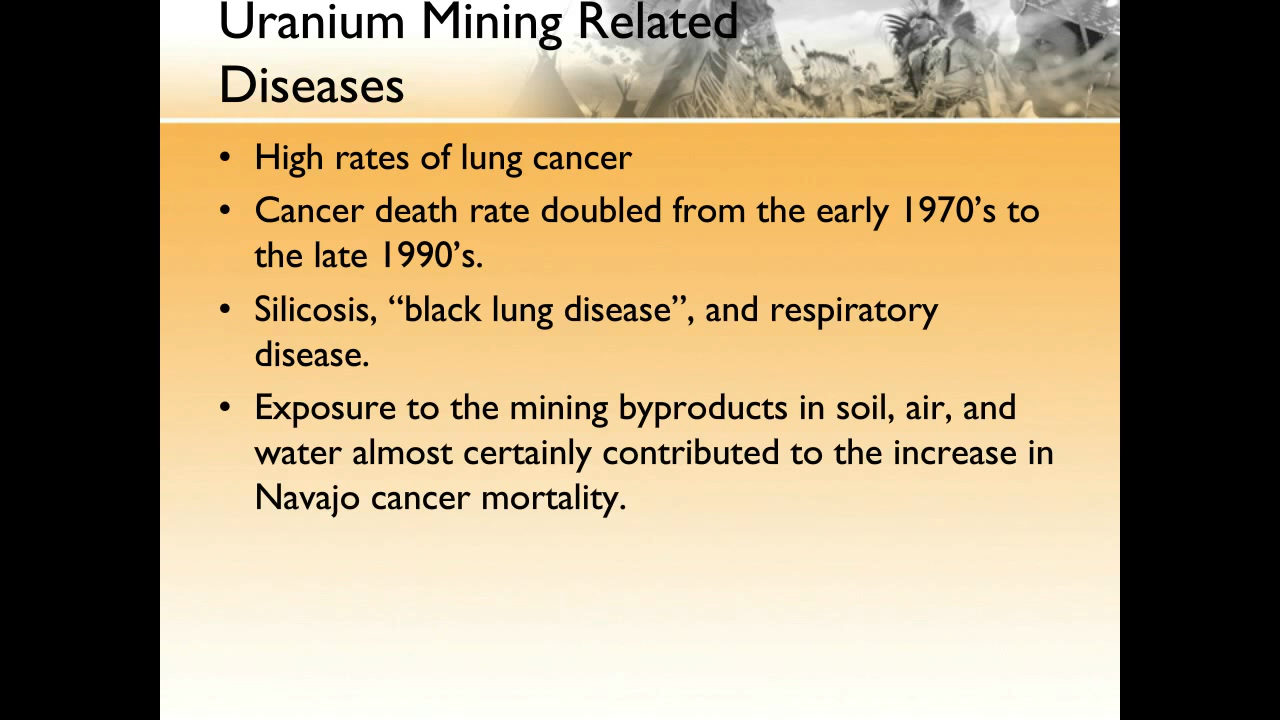 Uranium Mining Related
Diseases
• High rates of lung cancer
• Cancer death rate doubled from the early 1970’s to
the late 1990’s.
• Silicosis, “black lung disease”, and respiratory
disease.
• Exposure to the mining byproducts in soil, air, and
water almost certainly contributed to the increase in
Navajo cancer mortality.